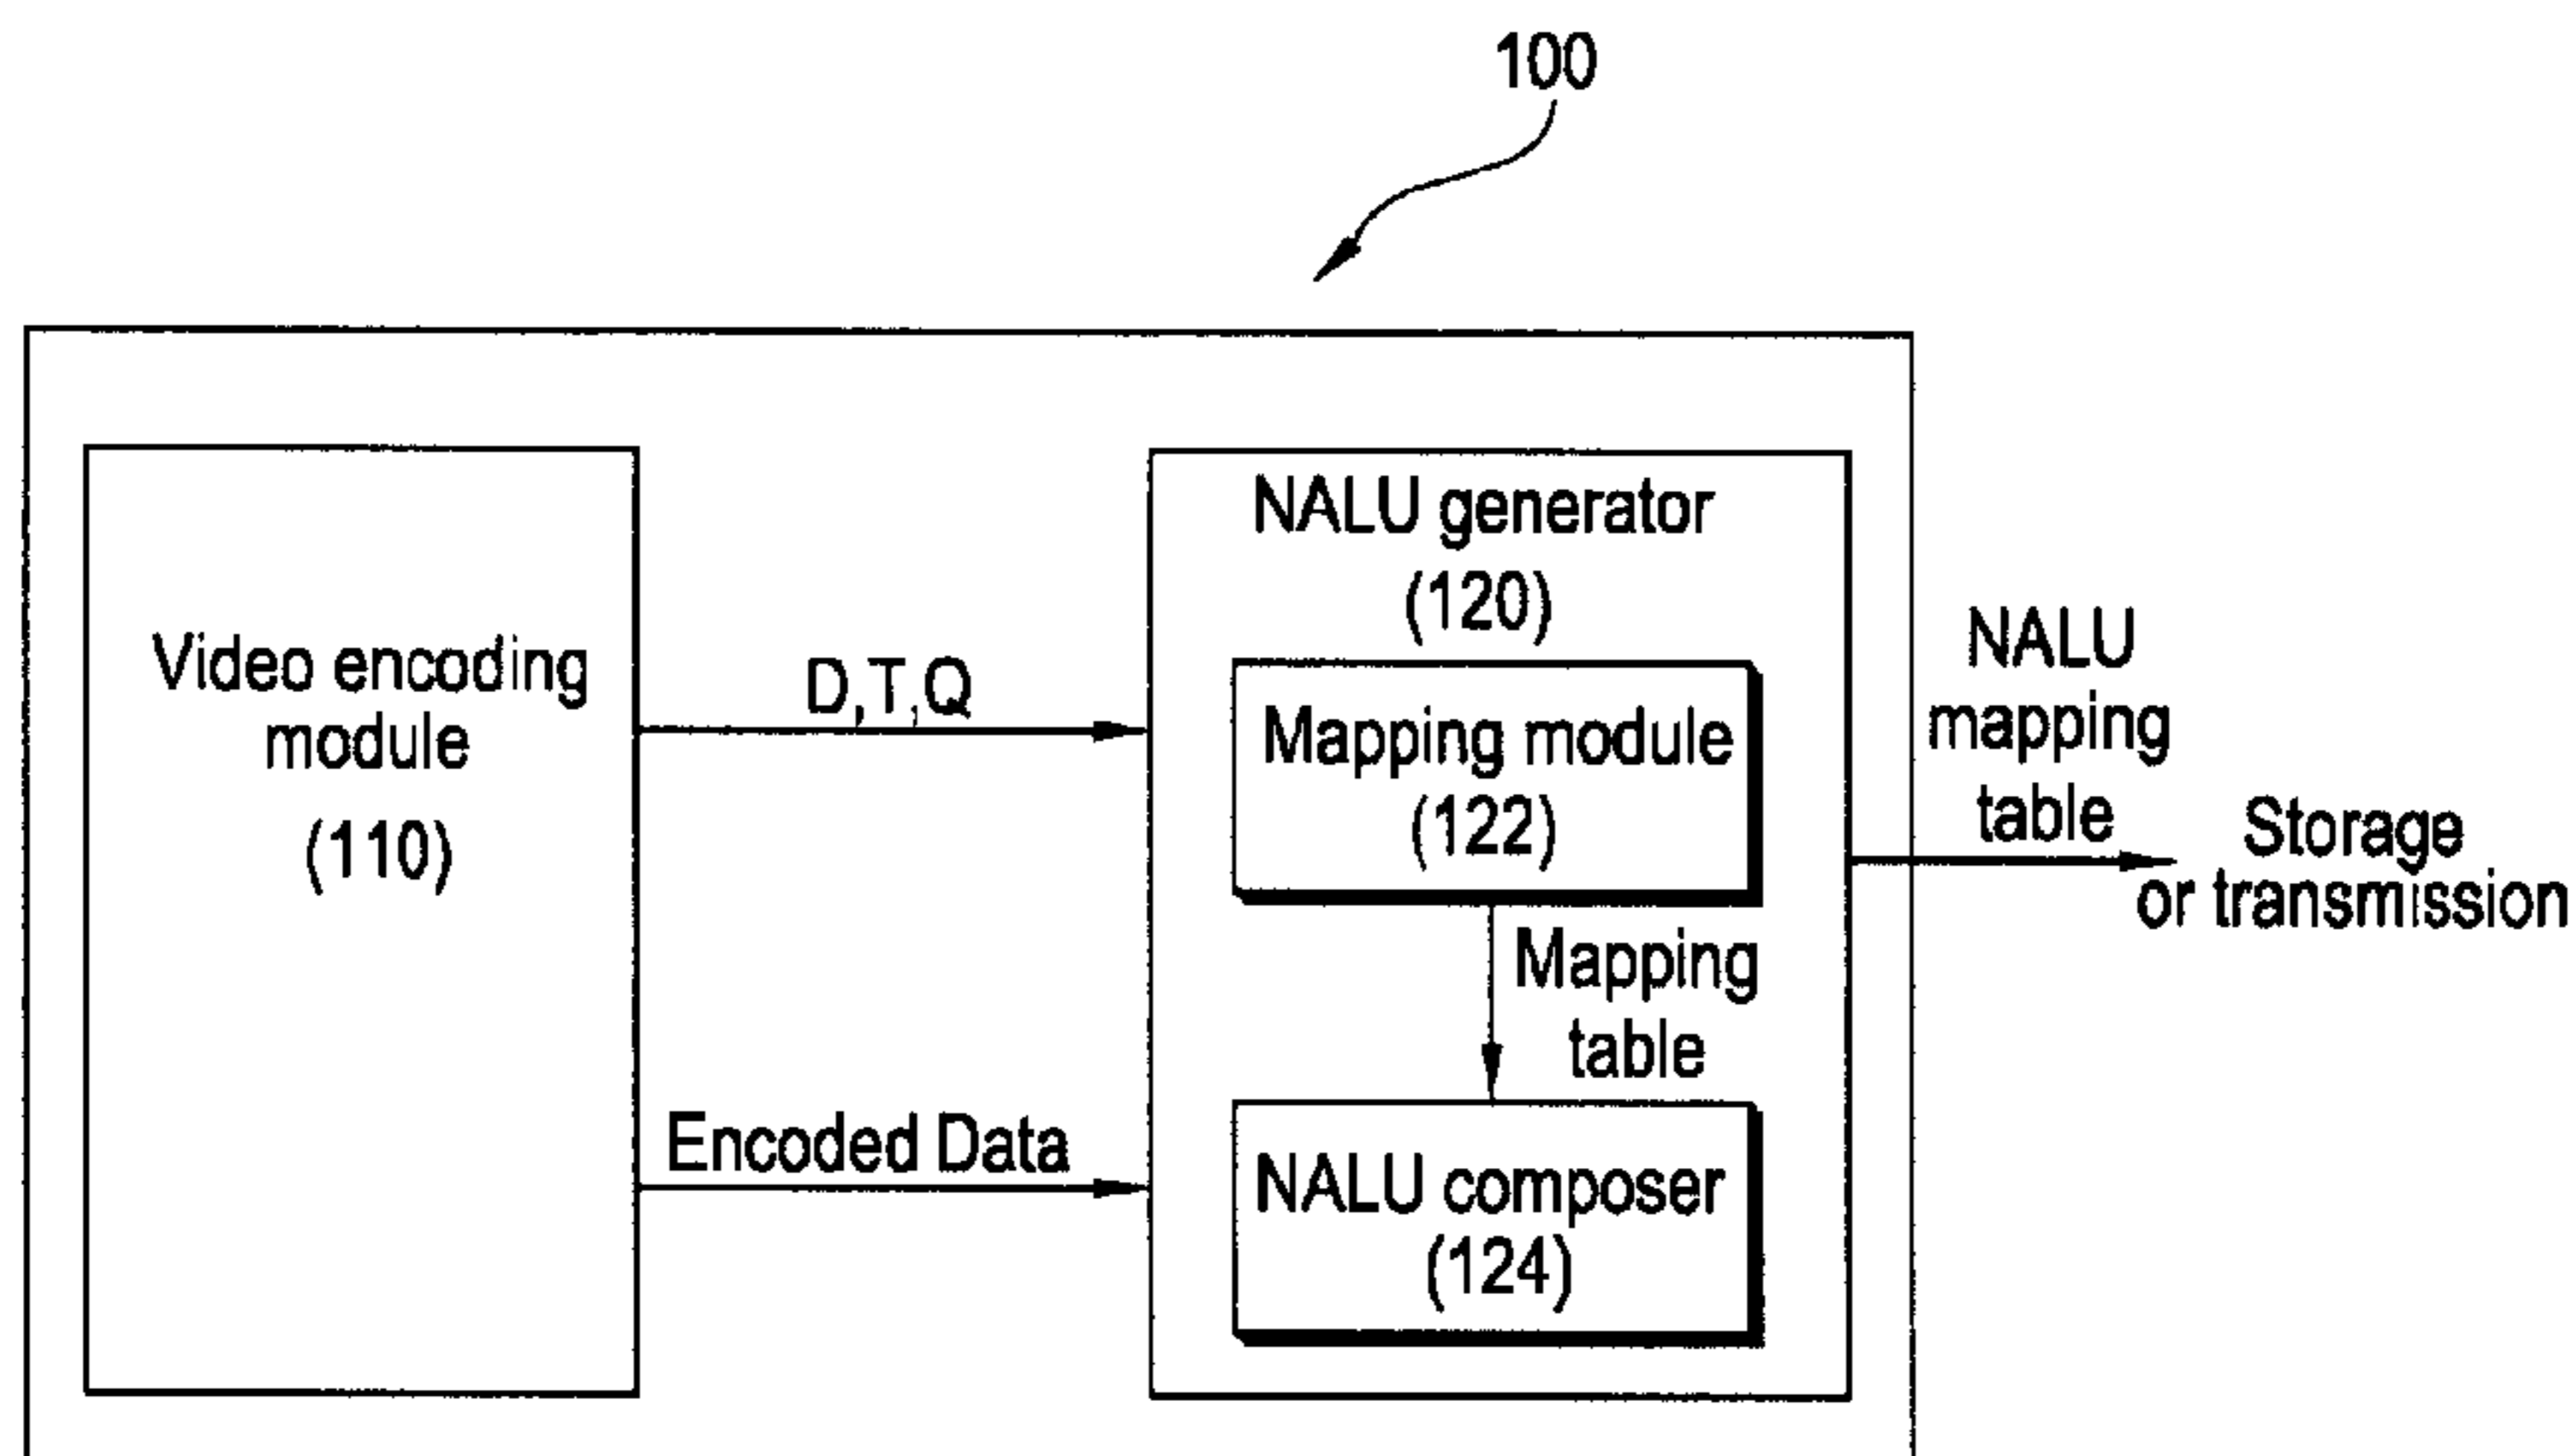 100
Video encoding
module
(110)
D,T,Q
Encoded Data
NALU generator
(120)
Mapping module
(122)
Mapping
table
NALU composer
(124)
NALU
mapping
table
Storage
or transmission